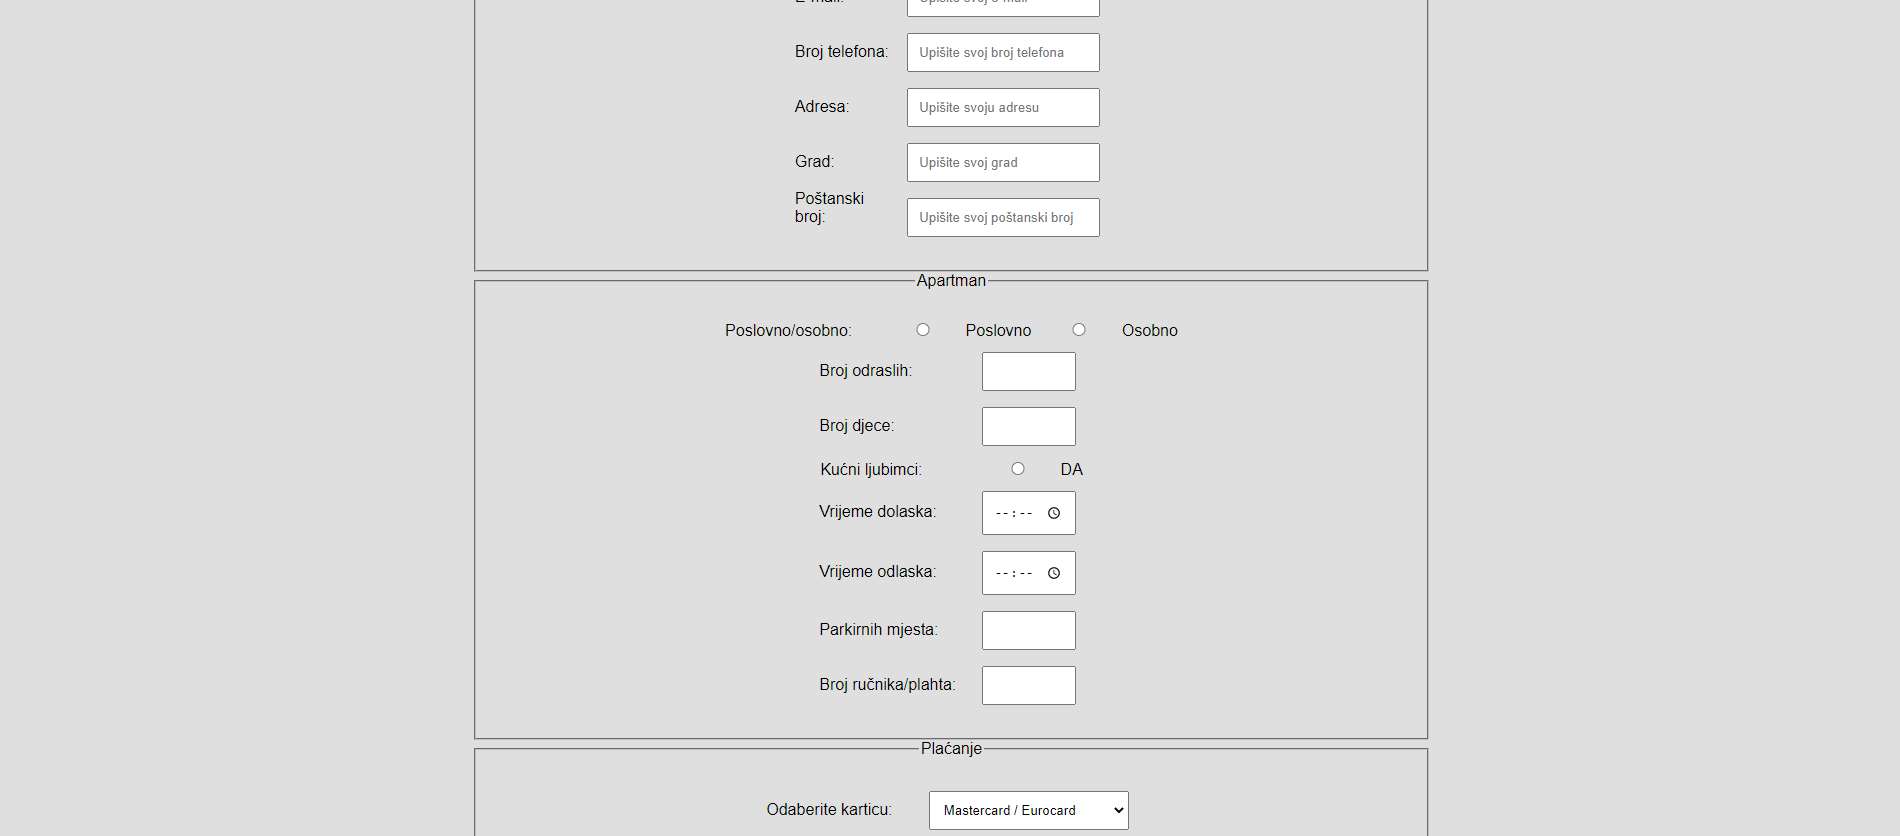 Broj telefona: Upišite svoj broj telefona
Adresa: Upišite svoju adresu
Grad: Upišite svoj grad
Poštanski
broj: Upišite svoj poštanski broj
Apartman
Poslovno/osobno: Poslovno Osobno
Broj odraslih:
Broj djece:
Kućni ljubimci: DA
Vrijeme dolaska: --:--
Vrijeme odlaska: --:--
Parkirnih mjesta:
Broj ručnika/plahta:
Plaćanje
Odaberite karticu: Mastercard / Eurocard